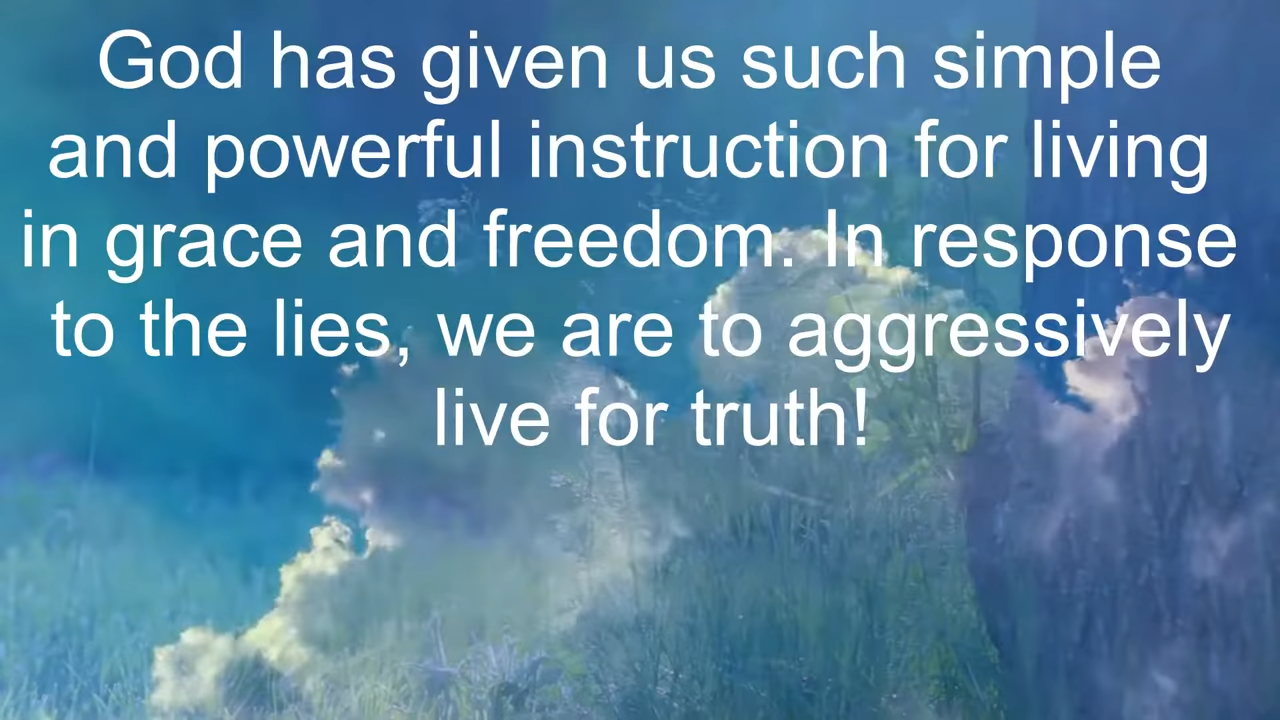 God has given us such simple
and powerful instruction for living
in grace and freedom. In response
to the lies, we are to aggressively
live for truth!